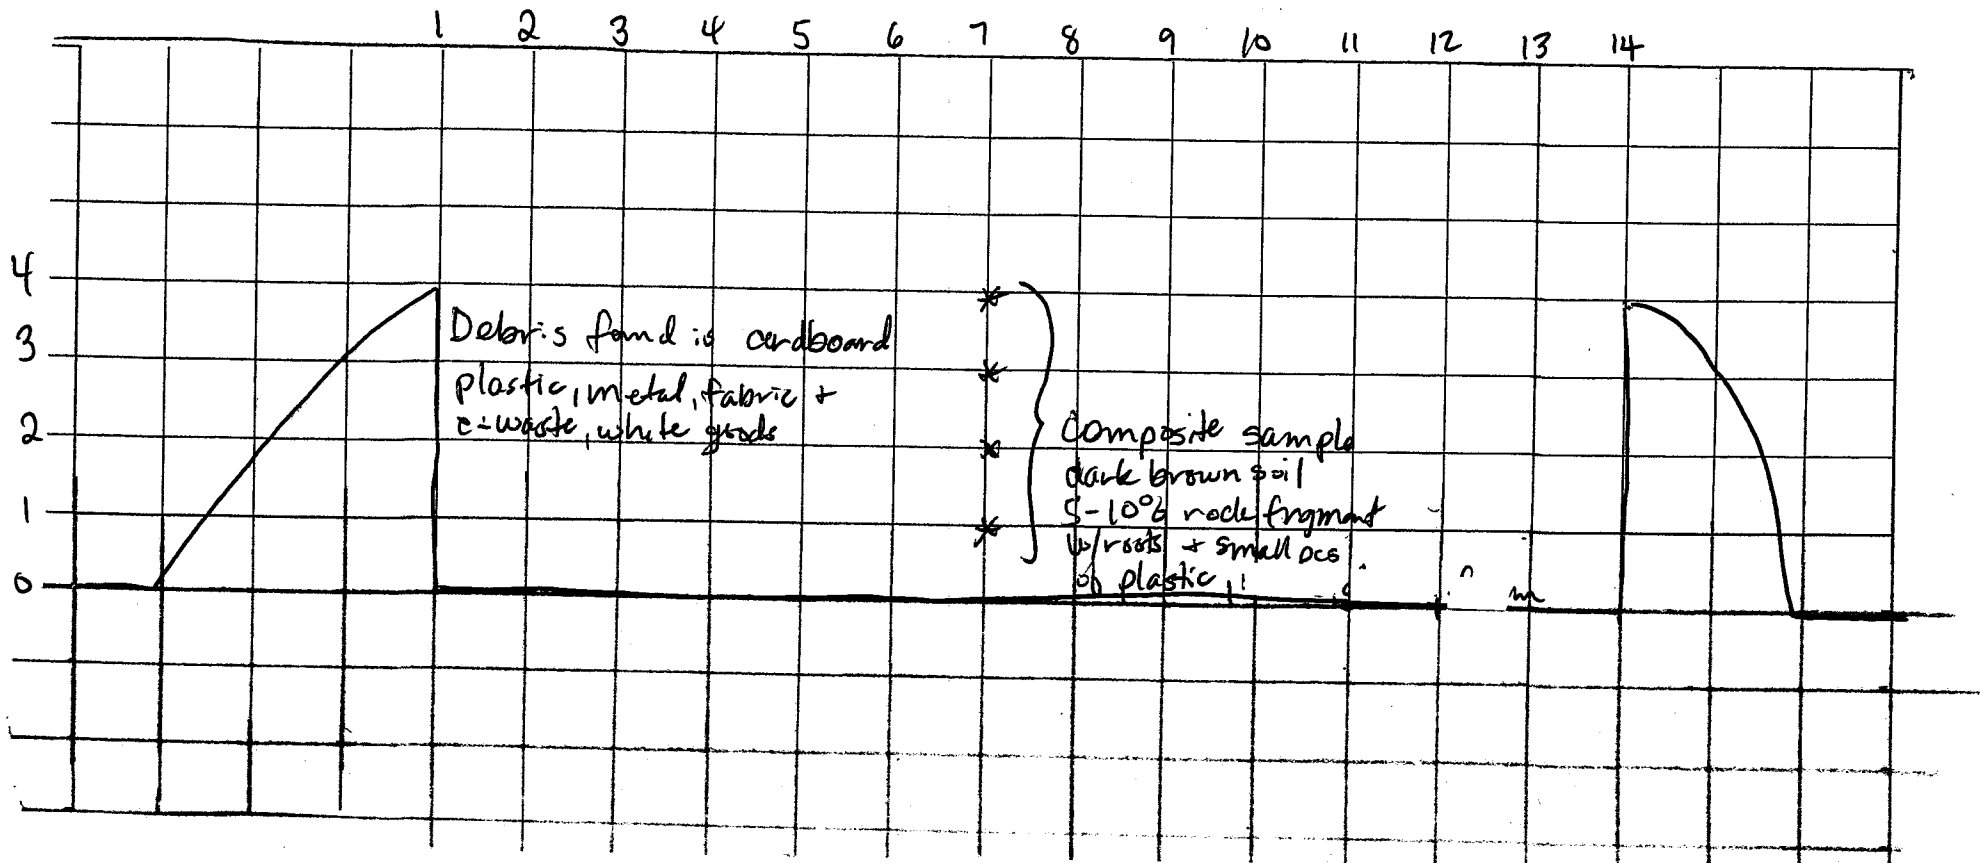 1 2 3 4 5 6 7 8 9 10 11 12 13 14
4
3
2
1
0
Debris found is cardboard
plastic, metal, fabric +
e-waste, white goods
Composite sample
dark brown soil
5-10% rock fragment
w/roots + small pcs
of plastic